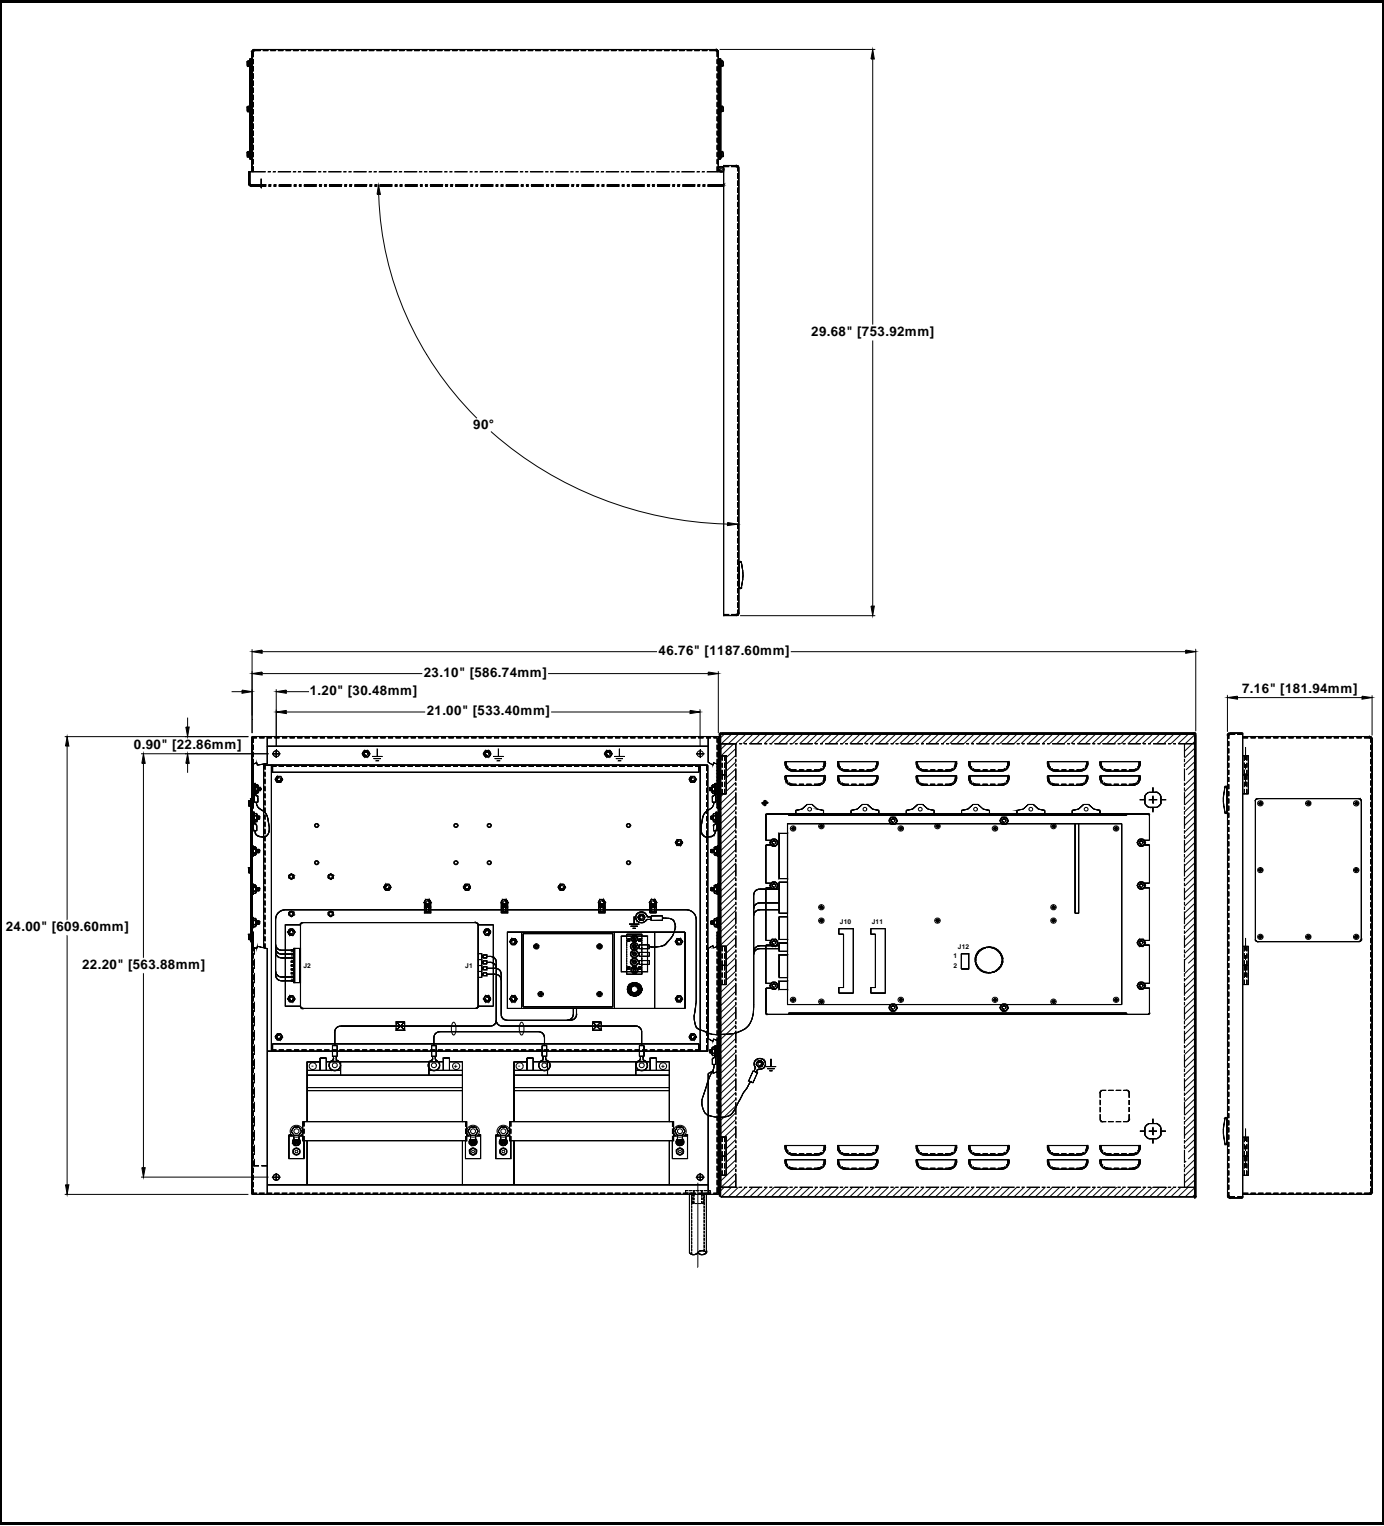 29.68" [753.92mm]
90°
46.76" [1187.60mm]
23.10" [586.74mm]
7.16" [181.94mm]
1.20" [30.48mm]
21.00" [533.40mm]
0.90" [22.86mm]
J10 J11
24.00" [609.60mm]
J12
1
2
22.20" [563.88mm]
J2 J1